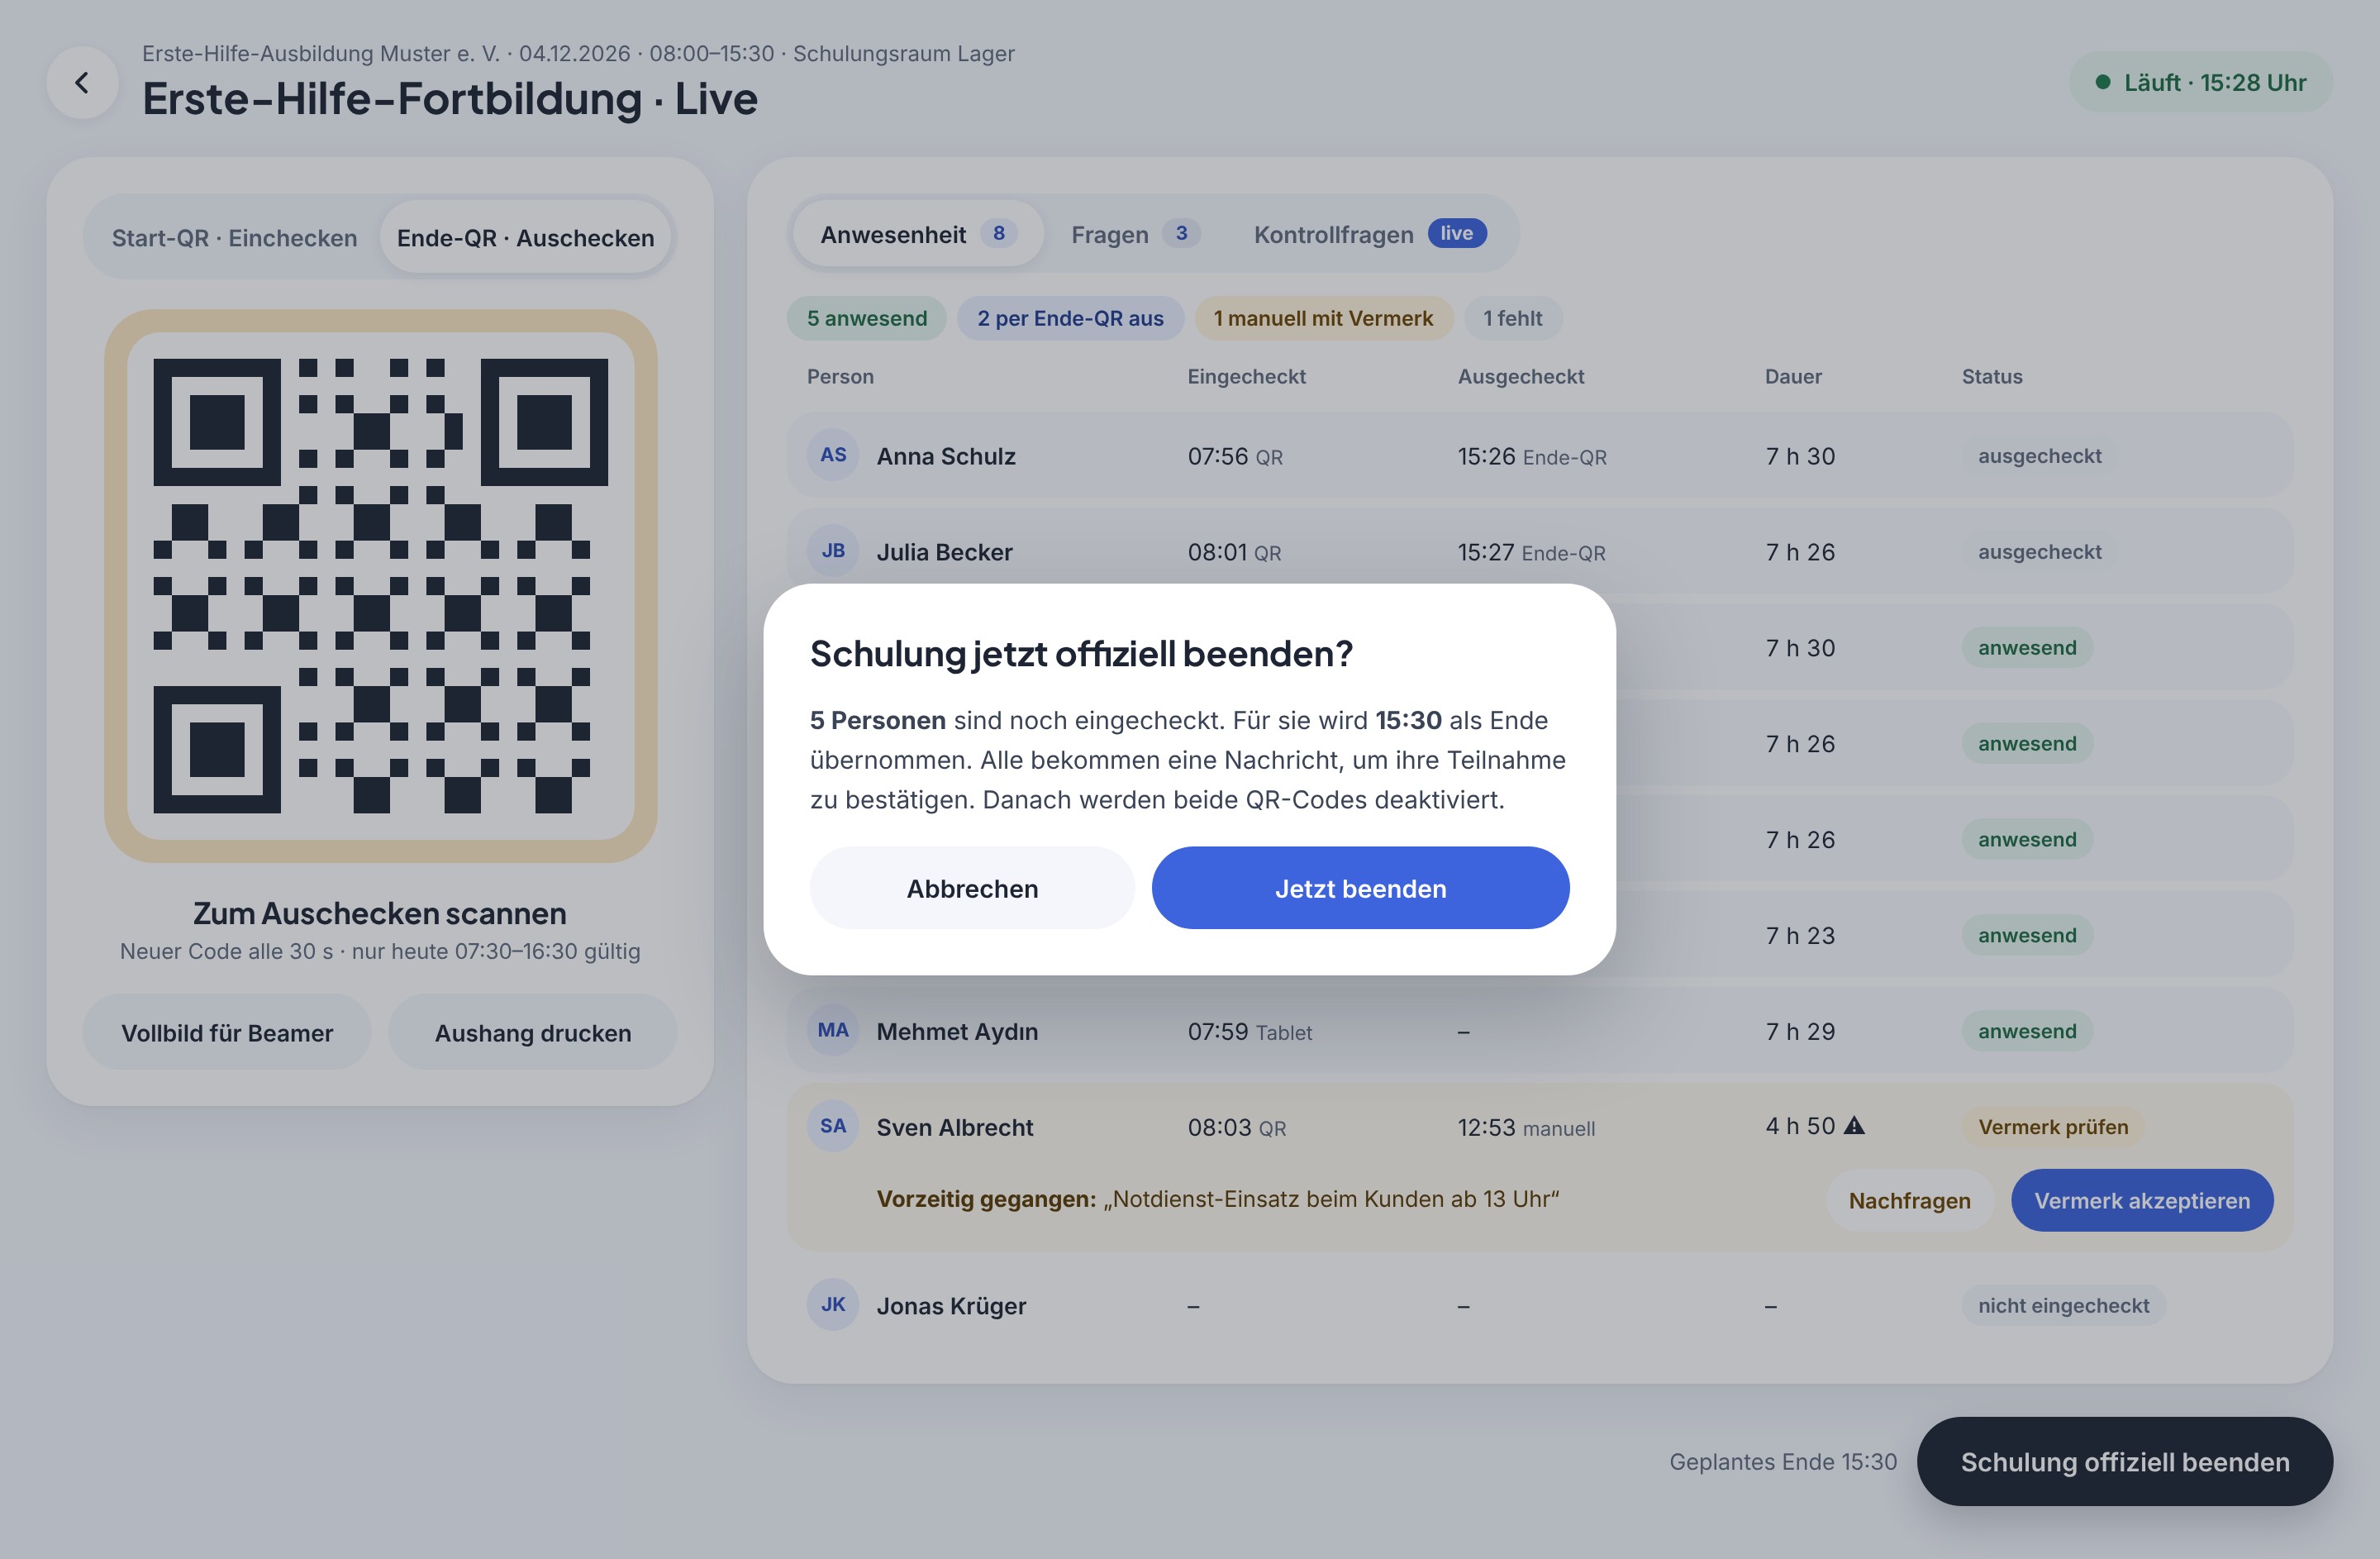 Erste-Hilfe-Ausbildung Muster e. V. · 04.12.2026 · 08:00–15:30 · Schulungsraum Lager
Erste-Hilfe-Fortbildung · Live
Läuft · 15:28 Uhr
Start-QR · Einchecken
Ende-QR · Auschecken
Zum Auschecken scannen
Neuer Code alle 30 s · nur heute 07:30–16:30 gültig
Vollbild für Beamer
Aushang drucken
Anwesenheit 8
Fragen 3
Kontrollfragen live
5 anwesend
2 per Ende-QR aus
1 manuell mit Vermerk
1 fehlt
Person Eingecheckt Ausgecheckt Dauer Status
AS Anna Schulz 07:56 QR 15:26 Ende-QR 7 h 30 ausgecheckt
JB Julia Becker 08:01 QR 15:27 Ende-QR 7 h 26 ausgecheckt
7 h 30 anwesend
7 h 26 anwesend
7 h 26 anwesend
7 h 23 anwesend
MA Mehmet Aydın 07:59 Tablet – 7 h 29 anwesend
SA Sven Albrecht 08:03 QR 12:53 manuell 4 h 50 Vermerk prüfen
Vorzeitig gegangen: „Notdienst-Einsatz beim Kunden ab 13 Uhr“
Nachfragen
Vermerk akzeptieren
JK Jonas Krüger – – – nicht eingecheckt
Schulung jetzt offiziell beenden?
5 Personen sind noch eingecheckt. Für sie wird 15:30 als Ende
übernommen. Alle bekommen eine Nachricht, um ihre Teilnahme
zu bestätigen. Danach werden beide QR-Codes deaktiviert.
Abbrechen
Jetzt beenden
Geplantes Ende 15:30
Schulung offiziell beenden